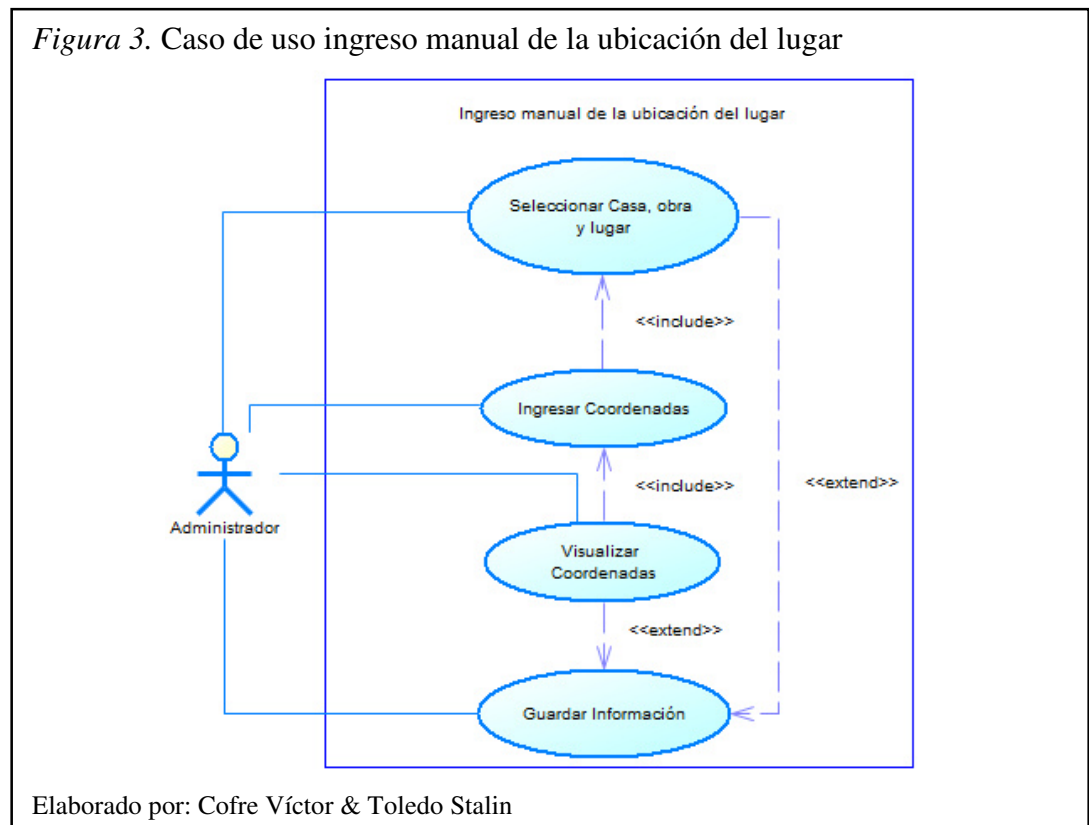 Figura 3. Caso de uso ingreso manual de la ubicación del lugar
Ingreso manual de la ubicación del lugar
Seleccionar Casa, obra
y lugar
<<include>>
Ingresar Coordenadas
<<include>>
<<extend>>
Administrador
Visualizar
Coordenadas
<<extend>>
Guardar Información
Elaborado por: Cofre Víctor & Toledo Stalin